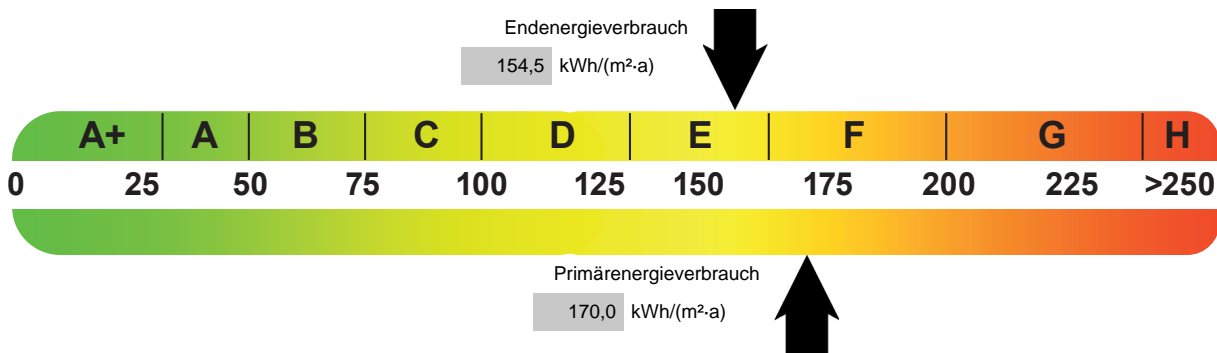 Endenergieverbrauch
154,5 kWh/(m²·a)
A+ A B C D E F G H
0 25 50 75 100 125 150 175 200 225 >250
Primärenergieverbrauch
170,0 kWh/(m²·a)